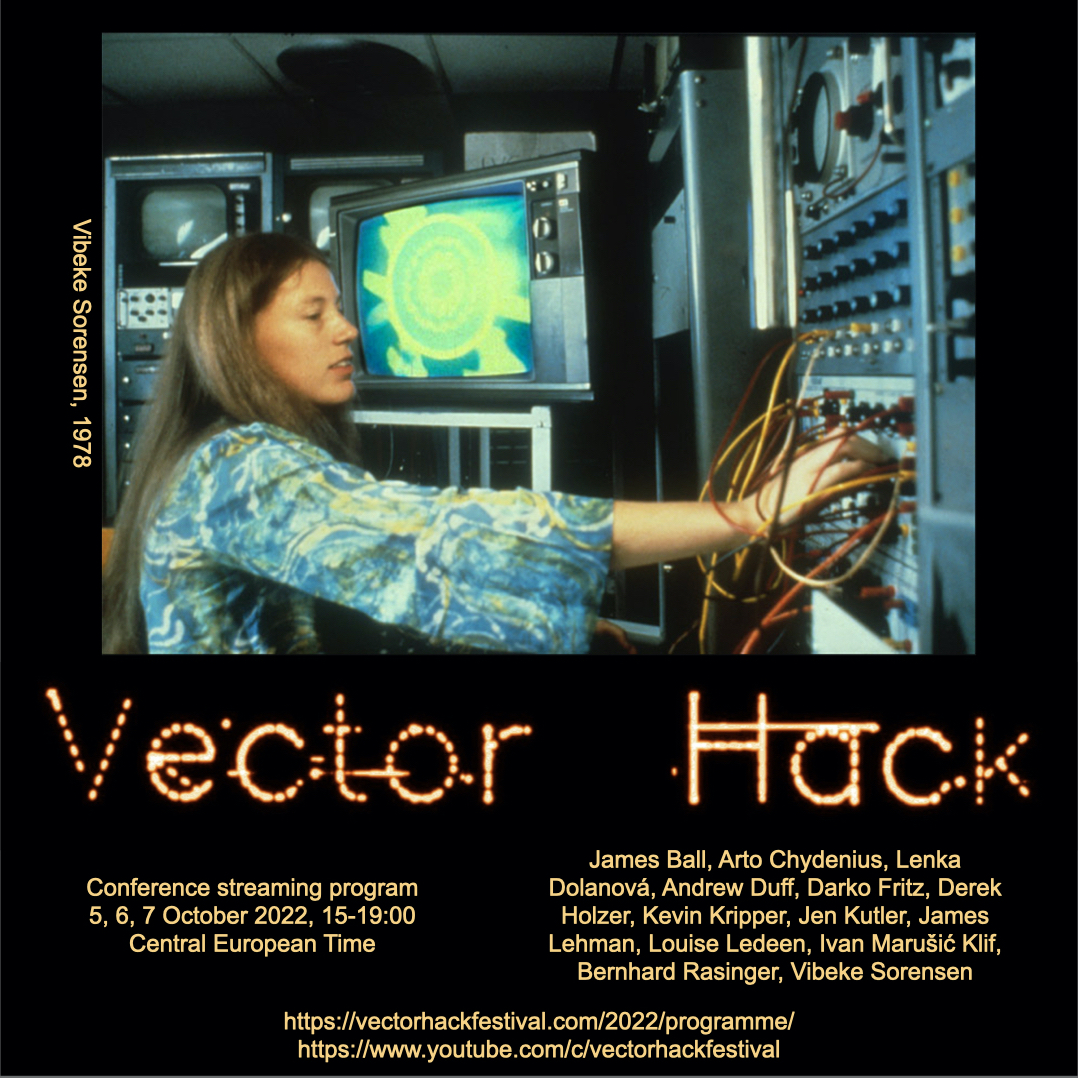 Vibeke Sorensen, 1978
Vector Hack
Conference streaming program
5, 6, 7 October 2022, 15-19:00
Central European Time
James Ball, Arto Chydenius, Lenka
Dolanová, Andrew Duff, Darko Fritz, Derek
Holzer, Kevin Kripper, Jen Kutler, James
Lehman, Louise Ledeen, Ivan Marušić Klif,
Bernhard Rasinger, Vibeke Sorensen
https://vectorhackfestival.com/2022/programme/
https://www.youtube.com/c/vectorhackfestival